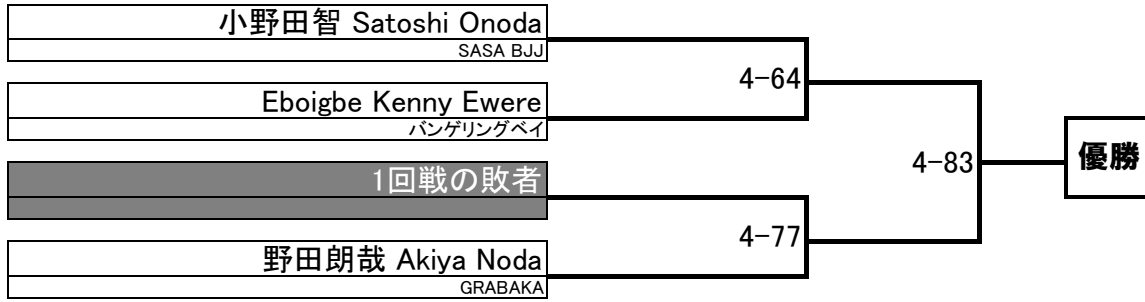 小野田智 Satoshi Onoda
SASA BJJ
4-64
Eboigbe Kenny Ewere
バンゲリングベイ
4-83
優勝
1回戦の敗者
4-77
野田朗哉 Akiya Noda
GRABAKA